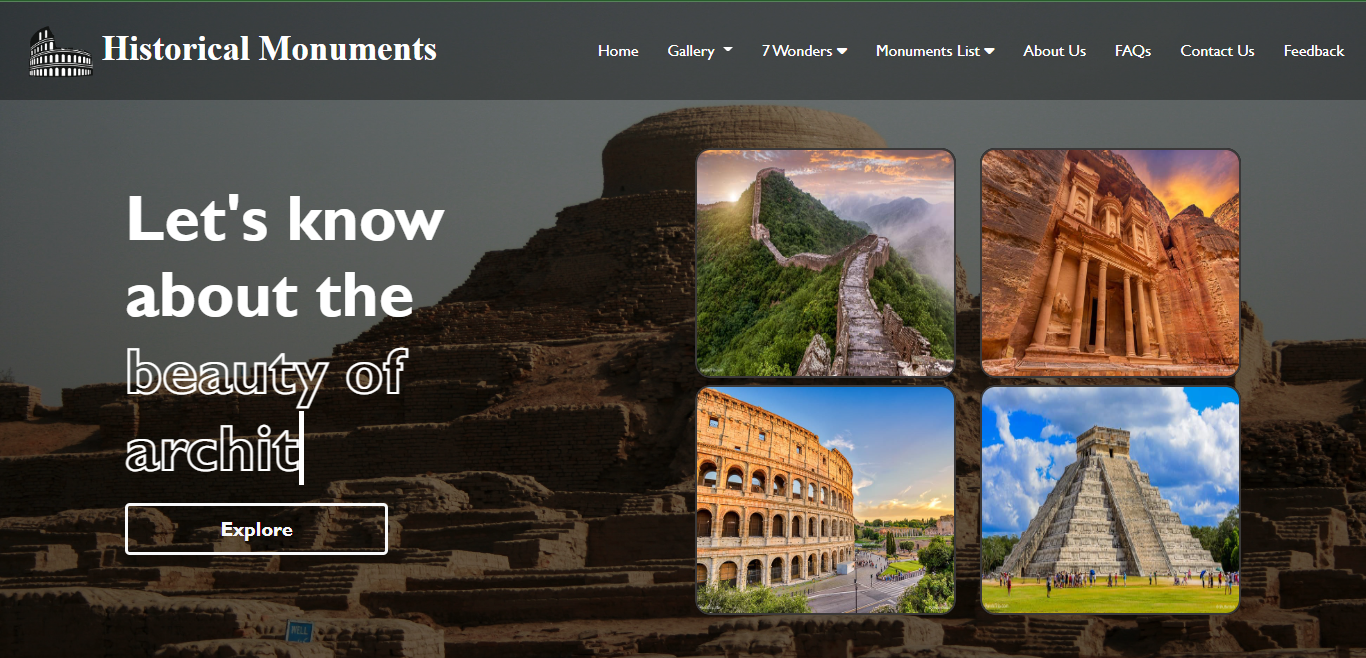 Historical Monuments
Home Gallery 7 Wonders Monuments List About Us FAQs Contact Us Feedback
Let's know
about the
beauty of
archit
Explore
WELL